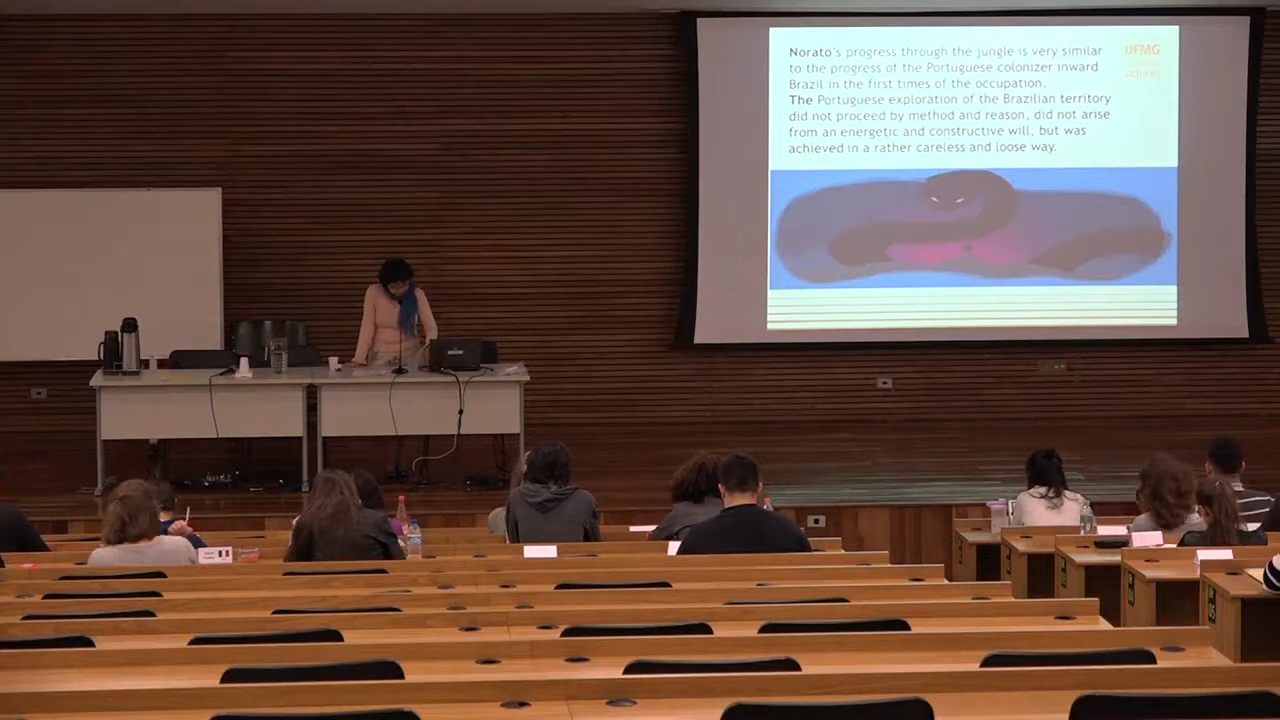 Norato's progress through the jungle is very similar
to the progress of the Portuguese colonizer inward
Brazil in the first times of the occupation.
The Portuguese exploration of the Brazilian territory
did not proceed by method and reason, did not arise
from an energetic and constructive will, but was
achieved in a rather careless and loose way.
UFMG
school